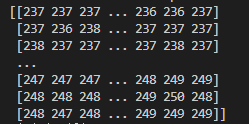 [[237 237 237 ... 236 236 237]
[237 236 238 ... 237 237 237]
[238 237 237 ... 237 238 237]
...
[247 247 247 ... 248 249 249]
[248 248 248 ... 249 250 248]
[248 247 248 ... 249 249 249]]